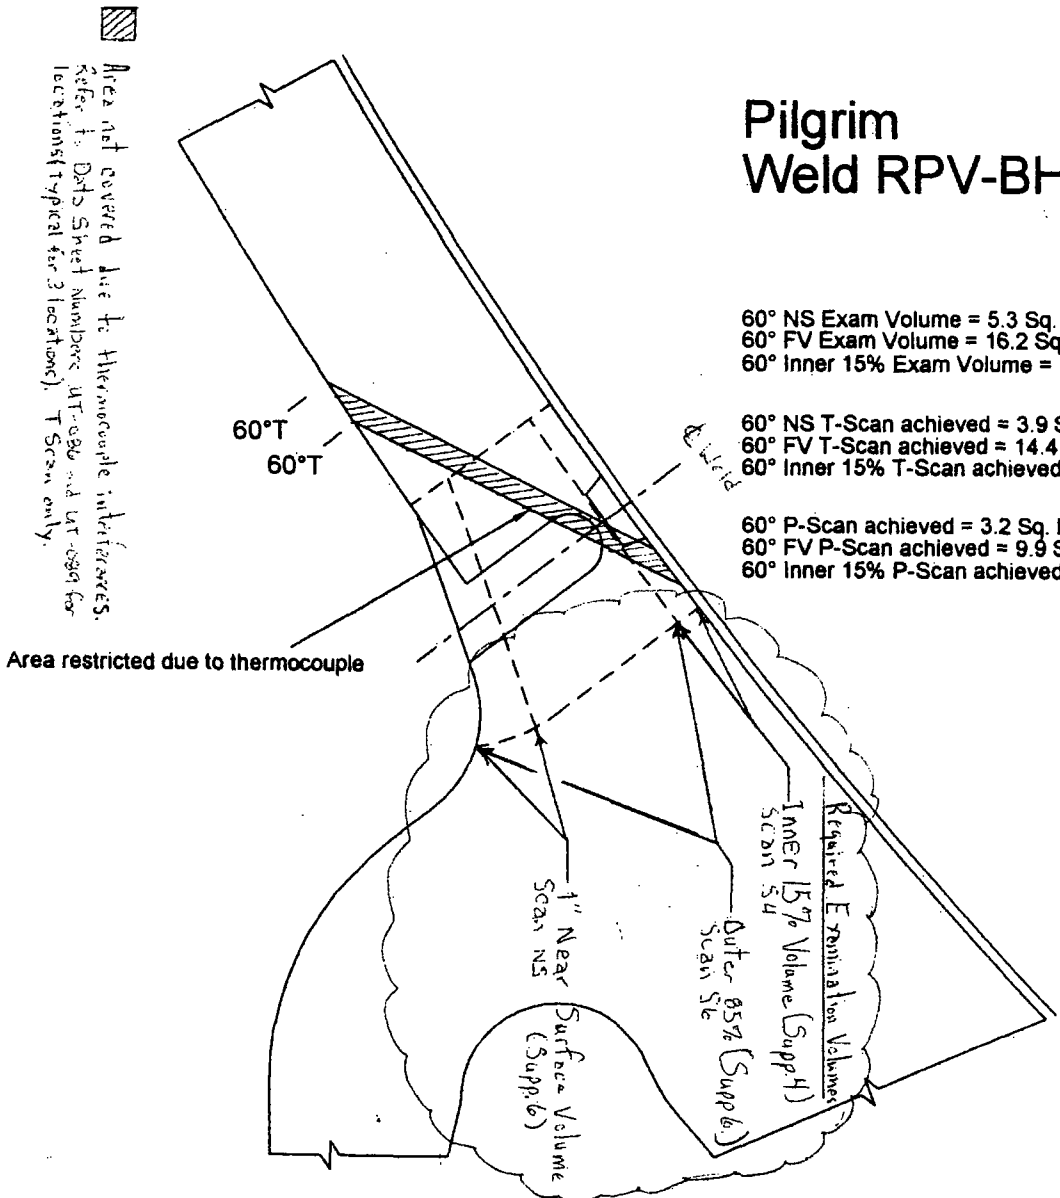 Pilgrim
Weld RPV-BH
60° NS Exam Volume = 5.3 Sq.
60° FV Exam Volume = 16.2 Sq
60° Inner 15% Exam Volume =
60° NS T-Scan achieved = 3.9 S
60° FV T-Scan achieved = 14.4
60° Inner 15% T-Scan achieved
60° P-Scan achieved = 3.2 Sq. I
60° FV P-Scan achieved = 9.9 S
60° Inner 15% P-Scan achieved
Area not covered due to thermocouple interferances.
Refer to Data Sheet Numbers UT-086 and UT-089 for
locations (typical for 3 locations). T Scan only.
60°T
60°T
℄ Weld
Area restricted due to thermocouple
Required Examination Volumes
Inner 15% Volume (Supp.4)
Scan S4
Outer 85% (Supp 6.)
Scan S6
1" Near Surface Volume
Scan NS (Supp.6)